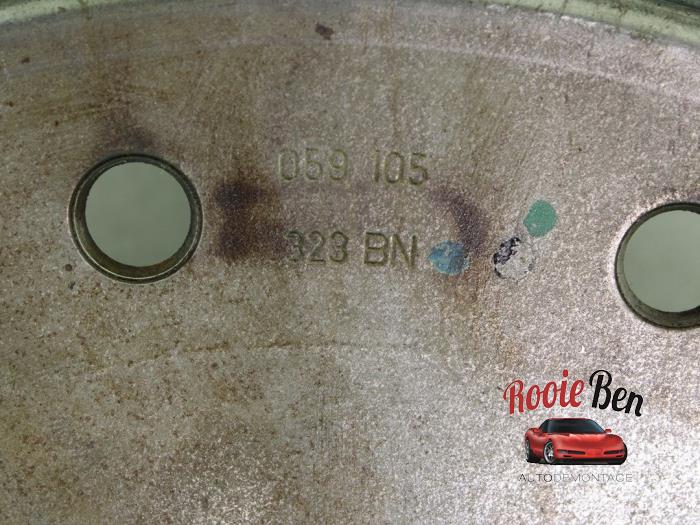 059 105
323 BN
Rooie Ben
AUTODEMONTAGE